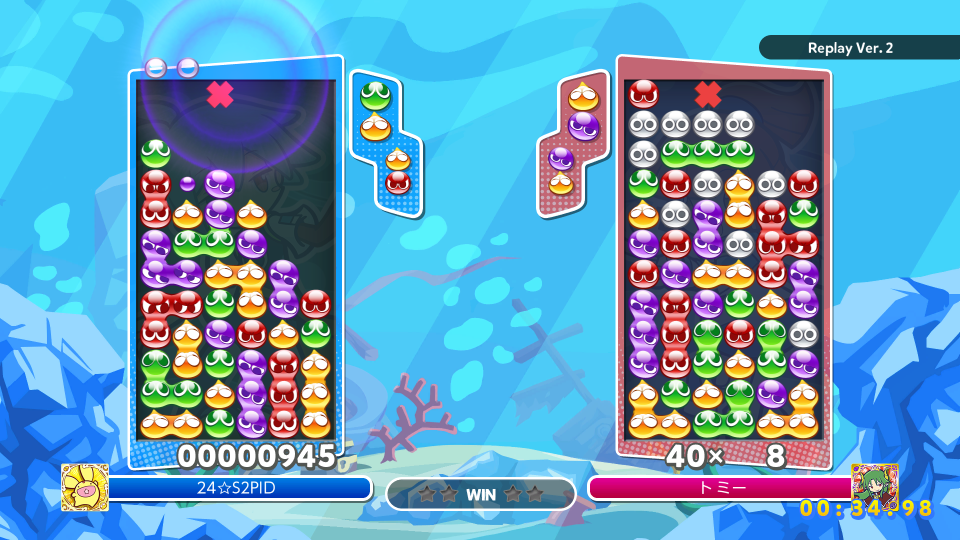 Replay Ver. 2
00000945
40× 8
24☆S2PID
WIN
トミー
00:34:98